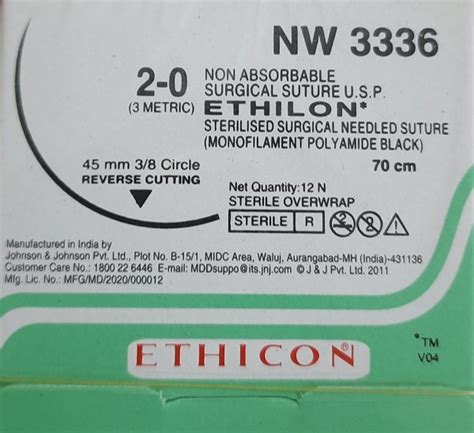 NW 3336
2-0
(3 METRIC)
NON ABSORBABLE
SURGICAL SUTURE U.S.P.
ETHILON*
STERILISED SURGICAL NEEDLED SUTURE
(MONOFILAMENT POLYAMIDE BLACK)
70 cm
45 mm 3/8 Circle
REVERSE CUTTING
Net Quantity:12 N
STERILE OVERWRAP
STERILE R
Manufactured in India by
Johnson & Johnson Pvt. Ltd., Plot No. B-15/1, MIDC Area, Waluj, Aurangabad-MH (India)-431136
Customer Care No.: 1800 22 6446 E-mail: MDDsuppo@its.jnj.com © J & J Pvt. Ltd. 2011
Mfg. Lic. No.: MFG/MD/2020/000012
ETHICON®
*TM
V04